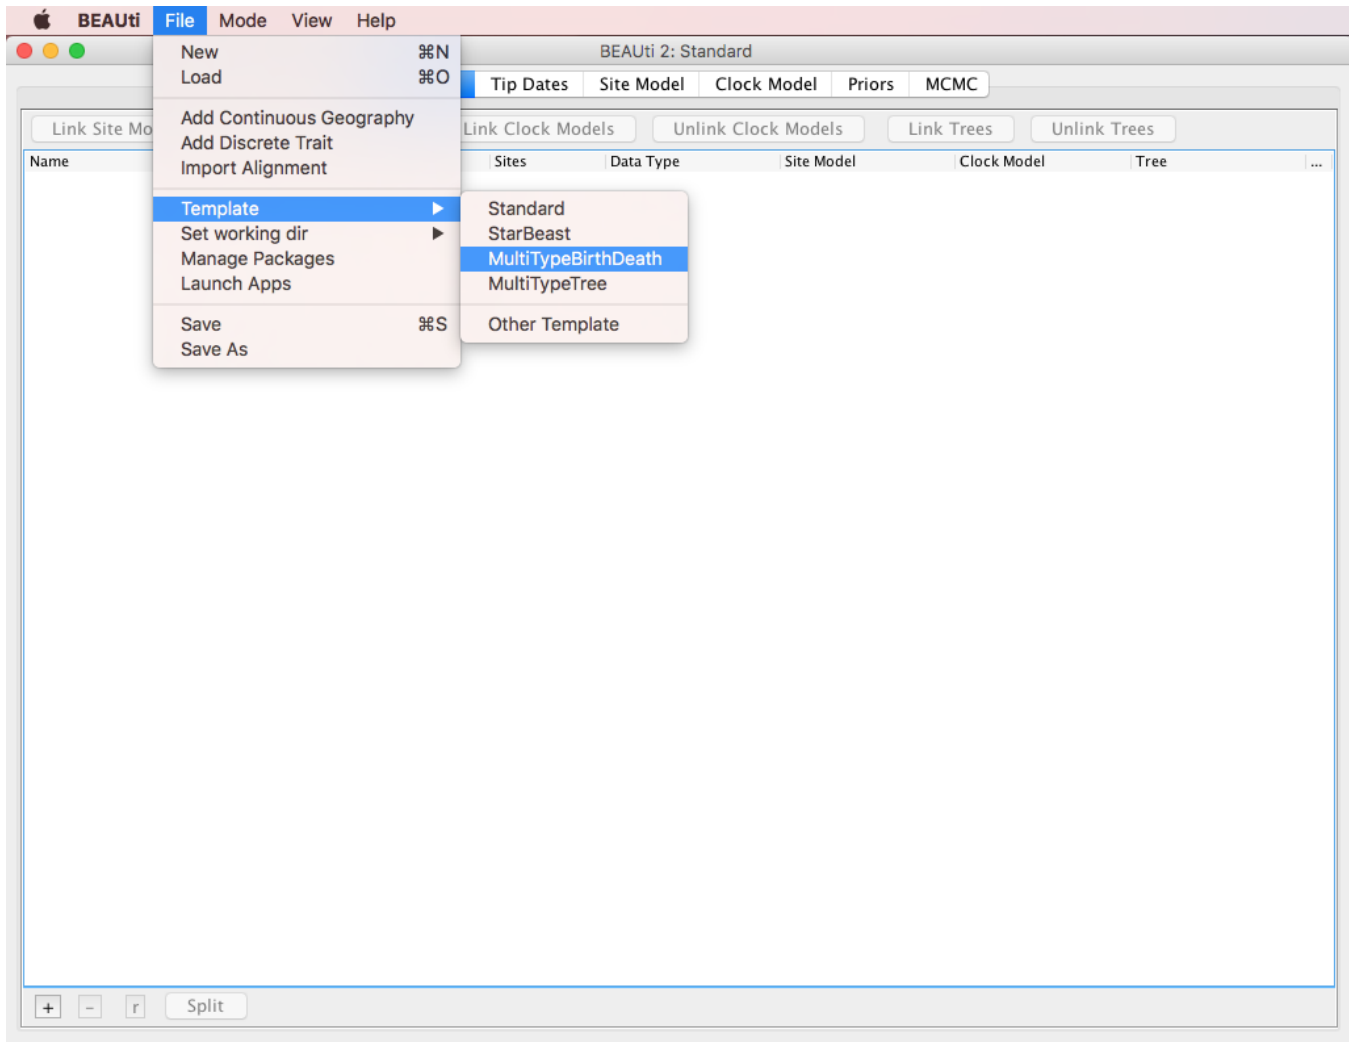 BEAUti File Mode View Help
BEAUti 2: Standard
New ⌘N
Load ⌘O
Tip Dates Site Model Clock Model Priors MCMC
Add Continuous Geography
Add Discrete Trait
Import Alignment
Link Site Mo Link Clock Models Unlink Clock Models Link Trees Unlink Trees
Name Sites Data Type Site Model Clock Model Tree ...
Template
Set working dir
Manage Packages
Launch Apps
Save ⌘S
Save As
Standard
StarBeast
MultiTypeBirthDeath
MultiTypeTree
Other Template
+ - r Split